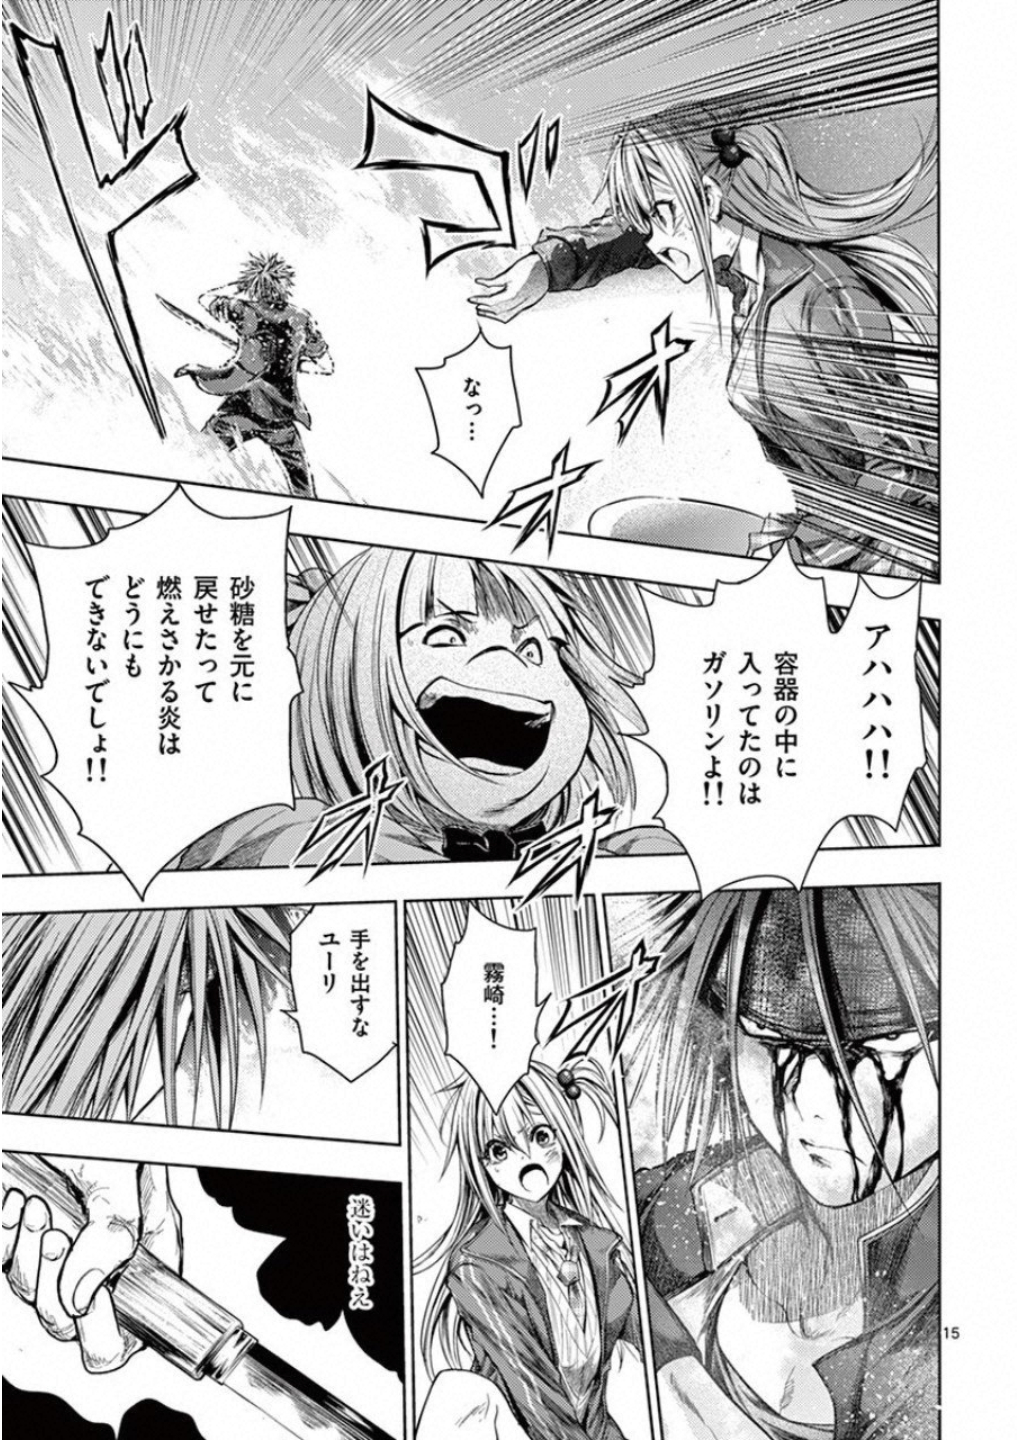 ドゴ
なっ…
オオオオオ
アハハハ!!
容器の中に
入ってたのは
ガソリンよ!!
砂糖を元に
戻せたって
燃えさかる炎は
どうにも
できないでしょ!!
霧崎…!
手を出すな
ユーリ
迷いはねえ
15